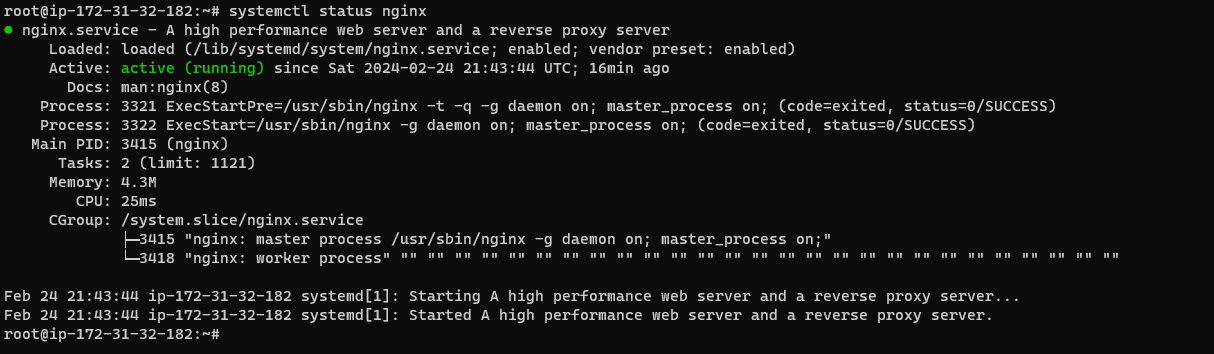 root@ip-172-31-32-182:~# systemctl status nginx
● nginx.service - A high performance web server and a reverse proxy server
     Loaded: loaded (/lib/systemd/system/nginx.service; enabled; vendor preset: enabled)
     Active: active (running) since Sat 2024-02-24 21:43:44 UTC; 16min ago
       Docs: man:nginx(8)
    Process: 3321 ExecStartPre=/usr/sbin/nginx -t -q -g daemon on; master_process on; (code=exited, status=0/SUCCESS)
    Process: 3322 ExecStart=/usr/sbin/nginx -g daemon on; master_process on; (code=exited, status=0/SUCCESS)
   Main PID: 3415 (nginx)
      Tasks: 2 (limit: 1121)
     Memory: 4.3M
        CPU: 25ms
     CGroup: /system.slice/nginx.service
             ├─3415 "nginx: master process /usr/sbin/nginx -g daemon on; master_process on;"
             └─3418 "nginx: worker process" "" "" "" "" "" "" "" "" "" "" "" "" "" "" "" "" "" "" "" "" "" "" "" "" "" "" ""

Feb 24 21:43:44 ip-172-31-32-182 systemd[1]: Starting A high performance web server and a reverse proxy server...
Feb 24 21:43:44 ip-172-31-32-182 systemd[1]: Started A high performance web server and a reverse proxy server.
root@ip-172-31-32-182:~#